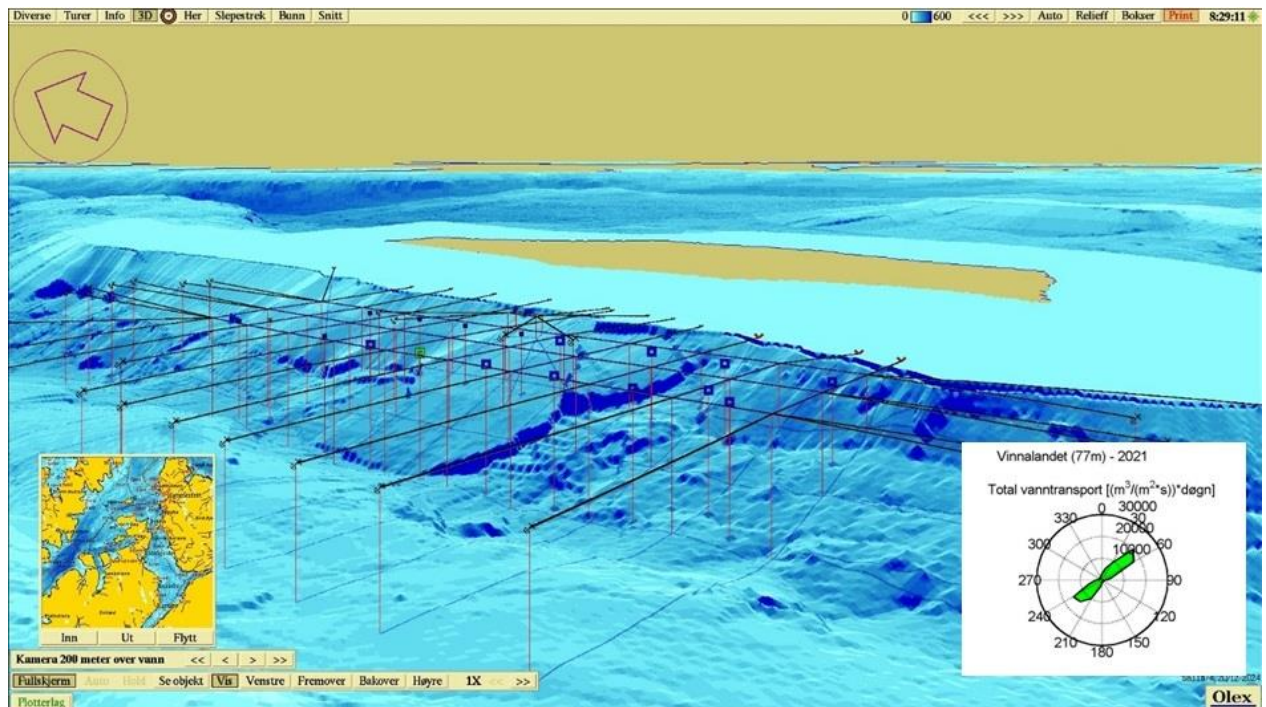 Diverse Turer Info 3D Her Slepestrek Bunn Snitt 0 600 <<< >>> Auto Relieff Bokser Print 8:29:11
Vinnalandet (77m) - 2021
Total vanntransport [(m³/(m²*s))*døgn]
0 30000
330 30
20000
300 10000 60
270 90
240 120
210 150
180
Inn Ut Flytt
Kamera 200 meter over vann << < > >>
Fullskjerm Auto Hold Se objekt Vis Venstre Fremover Bakover Høyre 1X << >>
Plotterlag
Olex